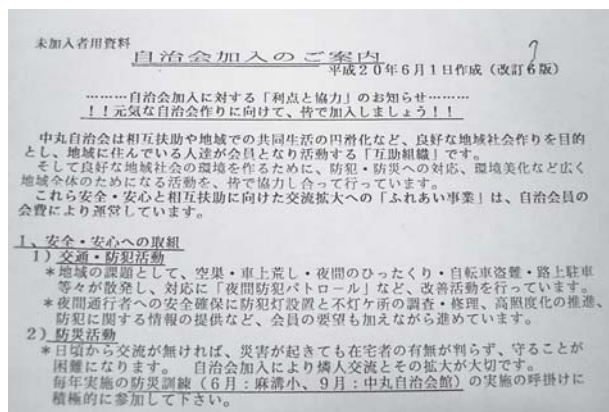 未加入者用資料
自治会加入のご案内
平成20年6月1日作成(改訂6版)
7
………自治会加入に対する「利点と協力」のお知らせ………
!!元気な自治会作りに向けて、皆で加入しましょう!!
中丸自治会は相互扶助や地域での共同生活の円滑化など、良好な地域社会作りを目的
とし、地域に住んでいる人達が会員となり活動する「互助組織」です。
そして良好な地域社会の環境を作るために、防犯・防災への対応、環境美化など広く
地域全体のためになる活動を、皆で協力し合って行っています。
これら安全・安心と相互扶助に向けた交流拡大への「ふれあい事業」は、自治会員の
会費により運営しています。
1、安全・安心への取組
1)交通・防犯活動
*地域の課題として、空巣・車上荒し・夜間のひったくり・自転車盗難・路上駐車
等々が散発し、対応に「夜間防犯パトロール」など、改善活動を行っています。
*夜間通行者への安全確保に防犯灯設置と不灯ケ所の調査・修理、高照度化の推進、
防犯に関する情報の提供など、会員の要望も加えながら進めています。
2)防災活動
*日頃から交流が無ければ、災害が起きても在宅者の有無が判らず、守ることが
困難になります。 自治会加入により隣人交流とその拡大が大切です。
毎年実施の防災訓練(6月:麻溝小、9月:中丸自治会館)の実施の呼掛けに
積極的に参加して下さい。